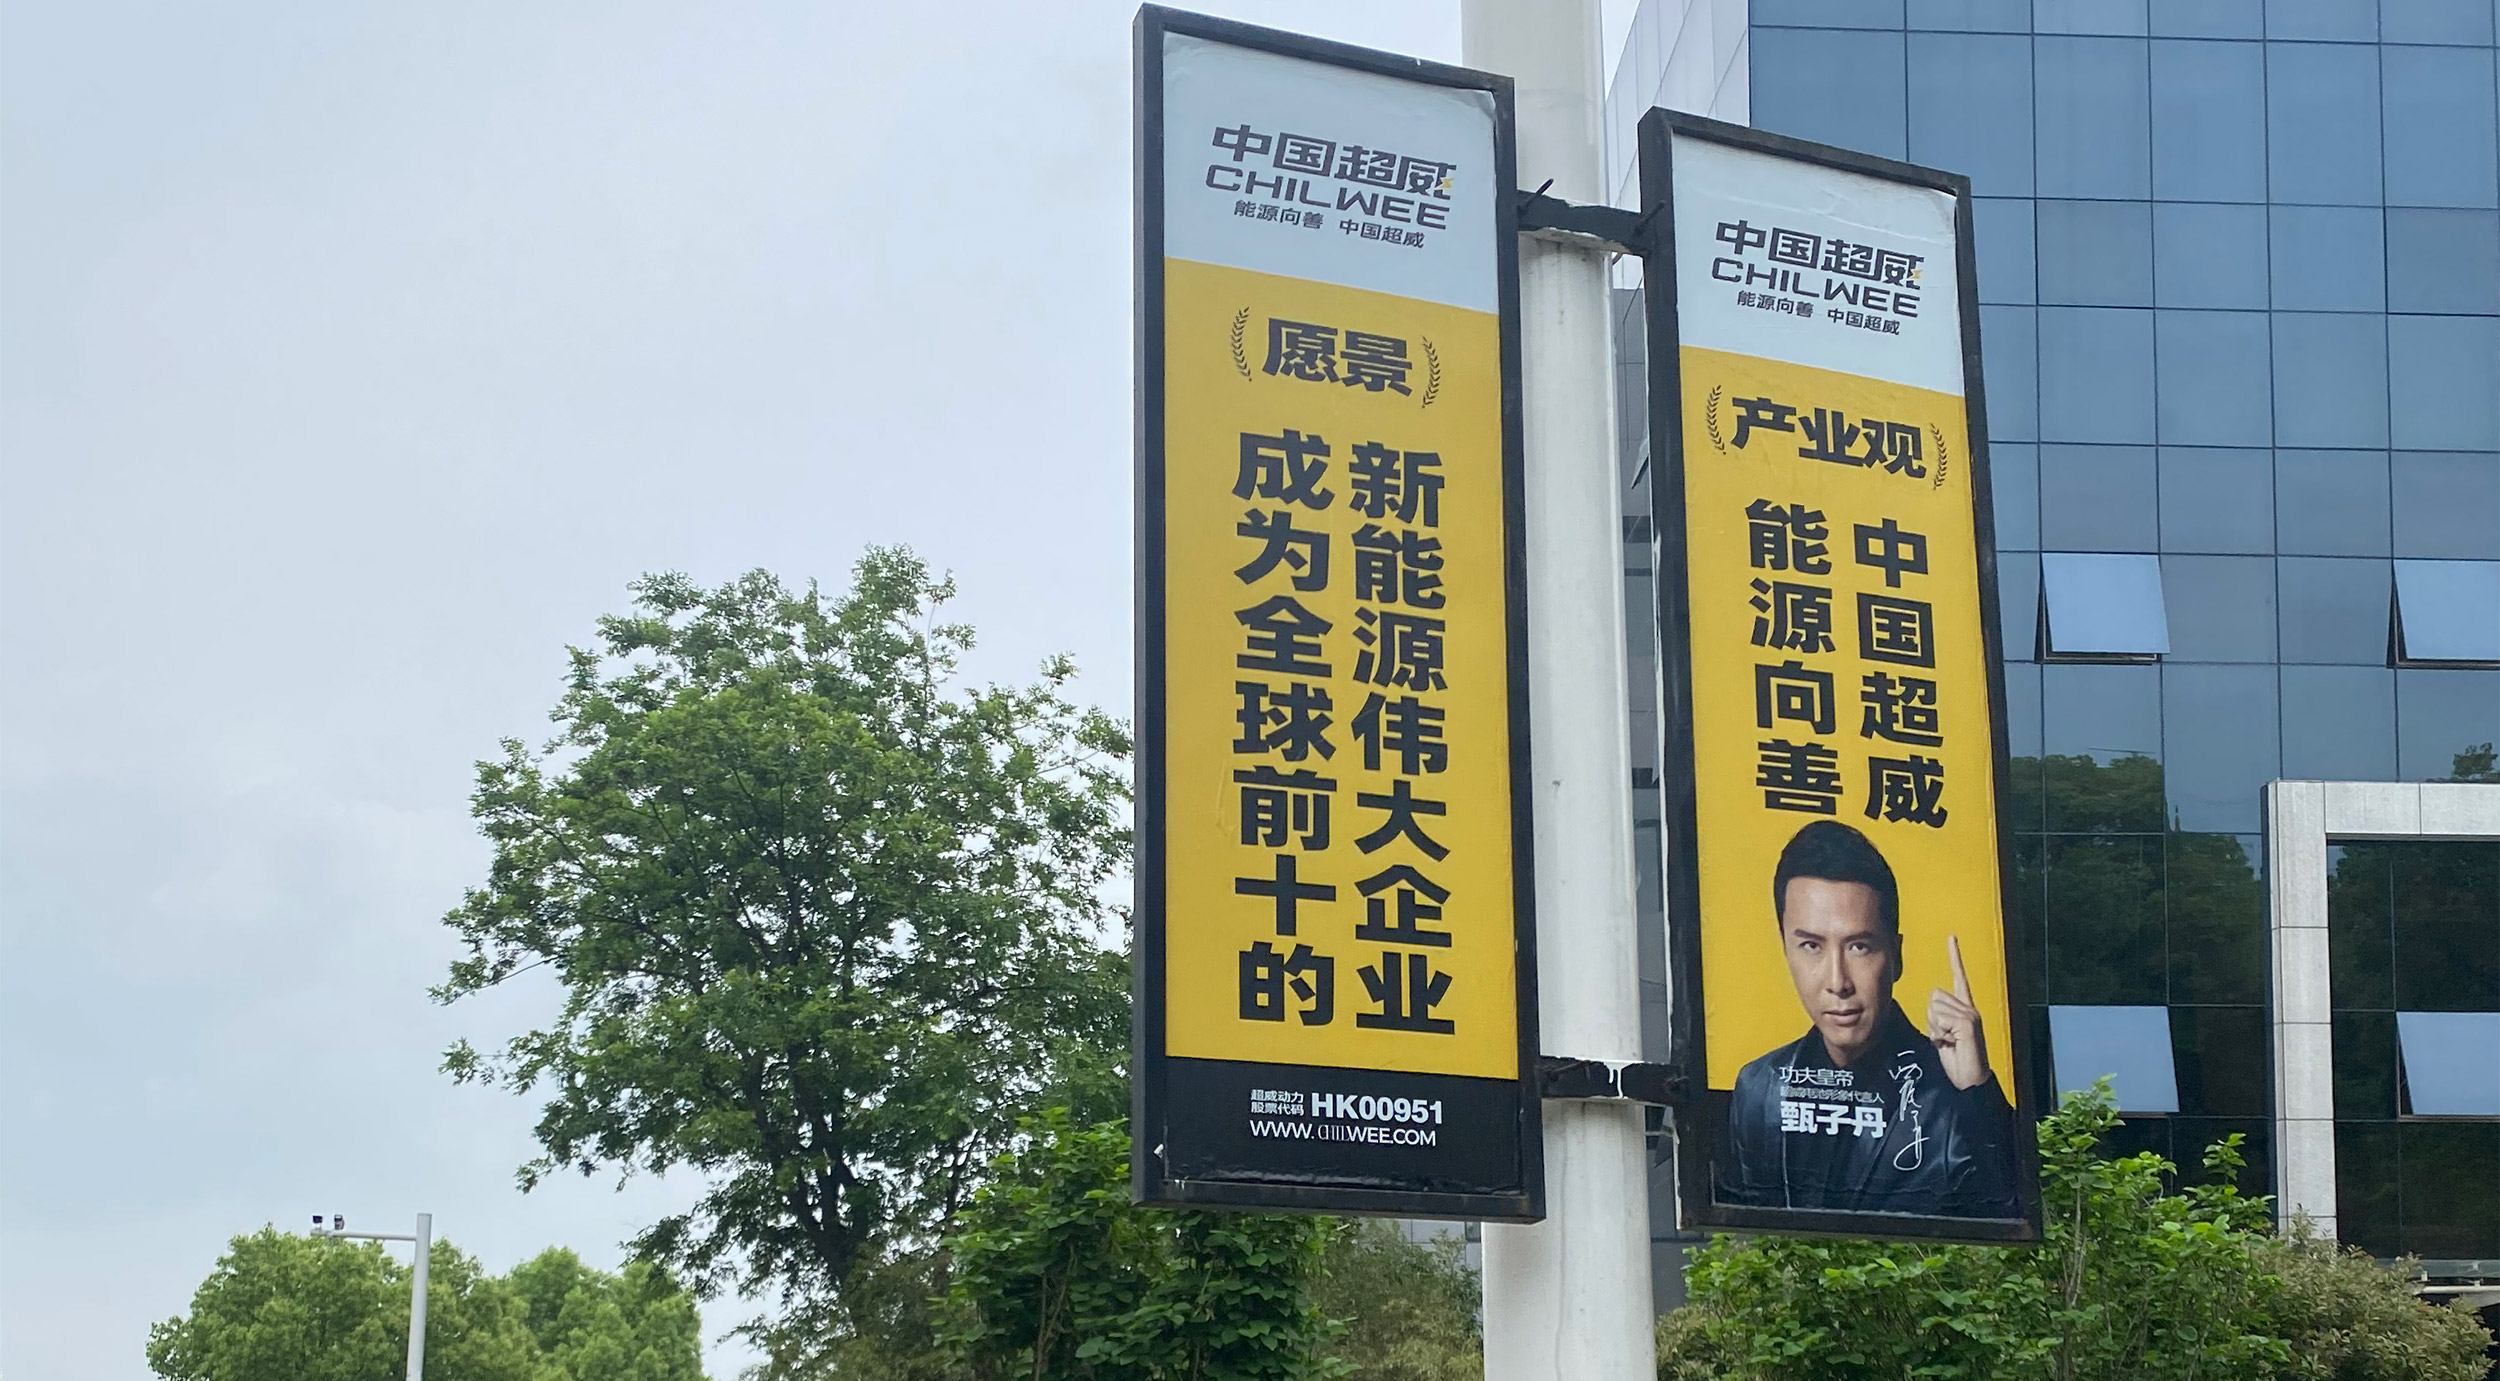 中国超威
CHILWEE
能源向善 中国超威
愿景
成为全球前十的
新能源伟大企业
超威动力
股票代码 HK00951
WWW.CHILWEE.COM
中国超威
CHILWEE
能源向善 中国超威
产业观
能源向善
中国超威
功夫皇帝
甄子丹